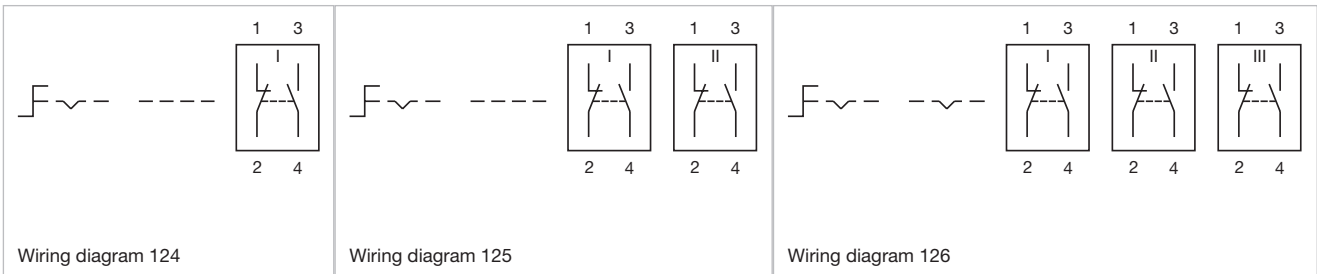 1 3
I
2 4
Wiring diagram 124
1 3 1 3
I II
2 4 2 4
Wiring diagram 125
1 3 1 3 1 3
I II III
2 4 2 4 2 4
Wiring diagram 126